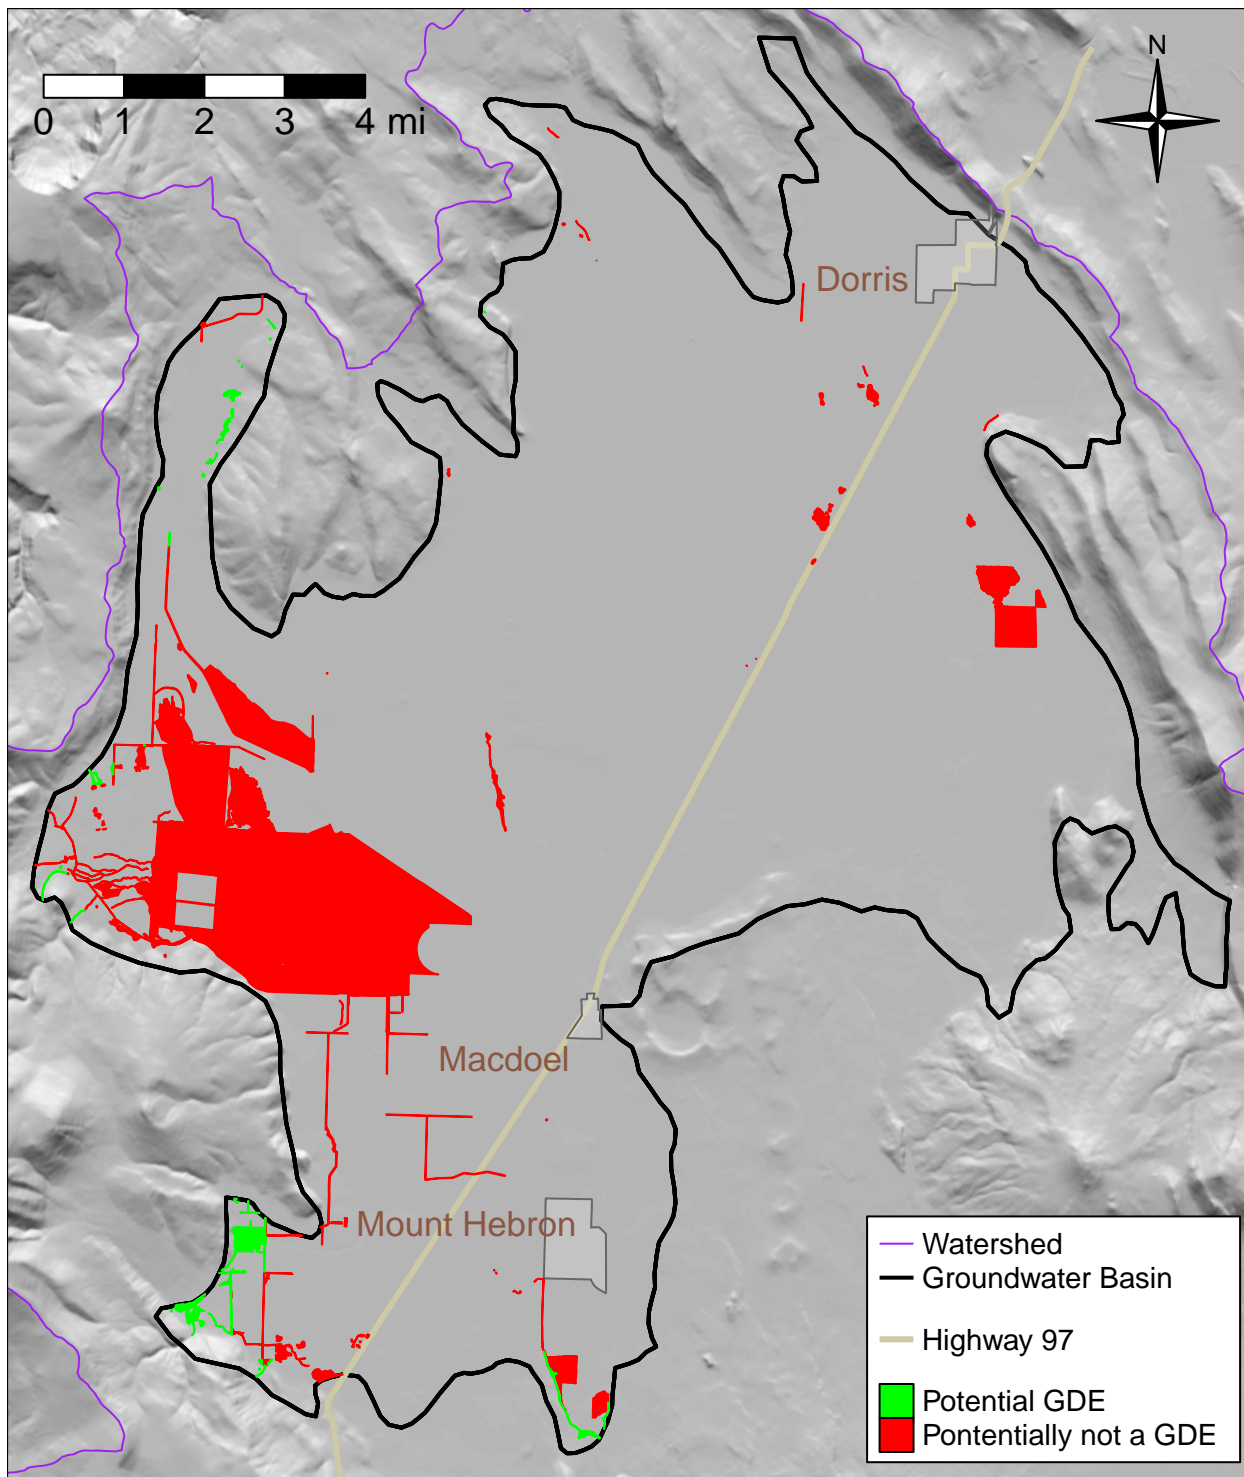 N
0 1 2 3 4 mi
Dorris
Macdoel
Mount Hebron
Watershed
Groundwater Basin
Highway 97
Potential GDE
Pontentially not a GDE